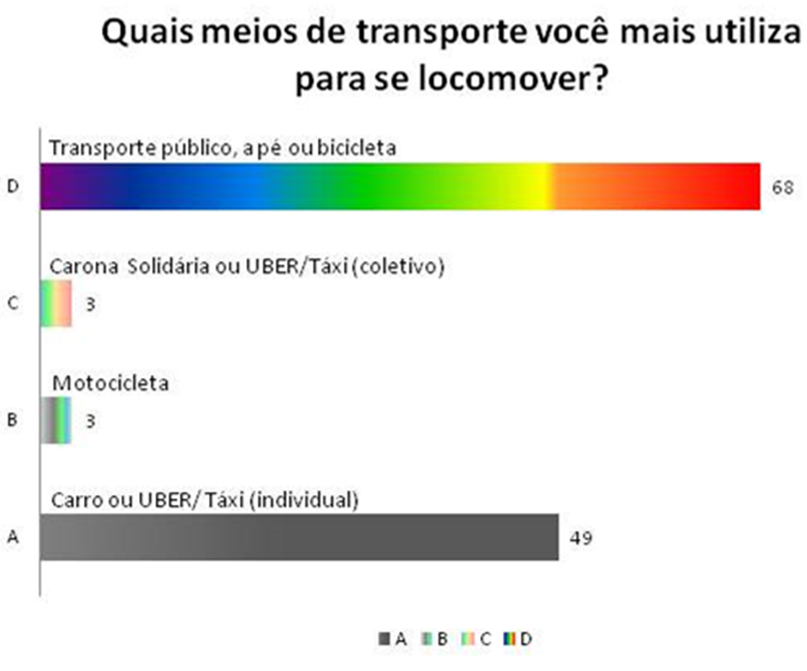 Quais meios de transporte você mais utiliza
para se locomover?
Transporte público, a pé ou bicicleta
D
68
Carona Solidária ou UBER/Táxi (coletivo)
C
3
Motocicleta
B
3
Carro ou UBER/ Táxi (individual)
A
49
A B C D